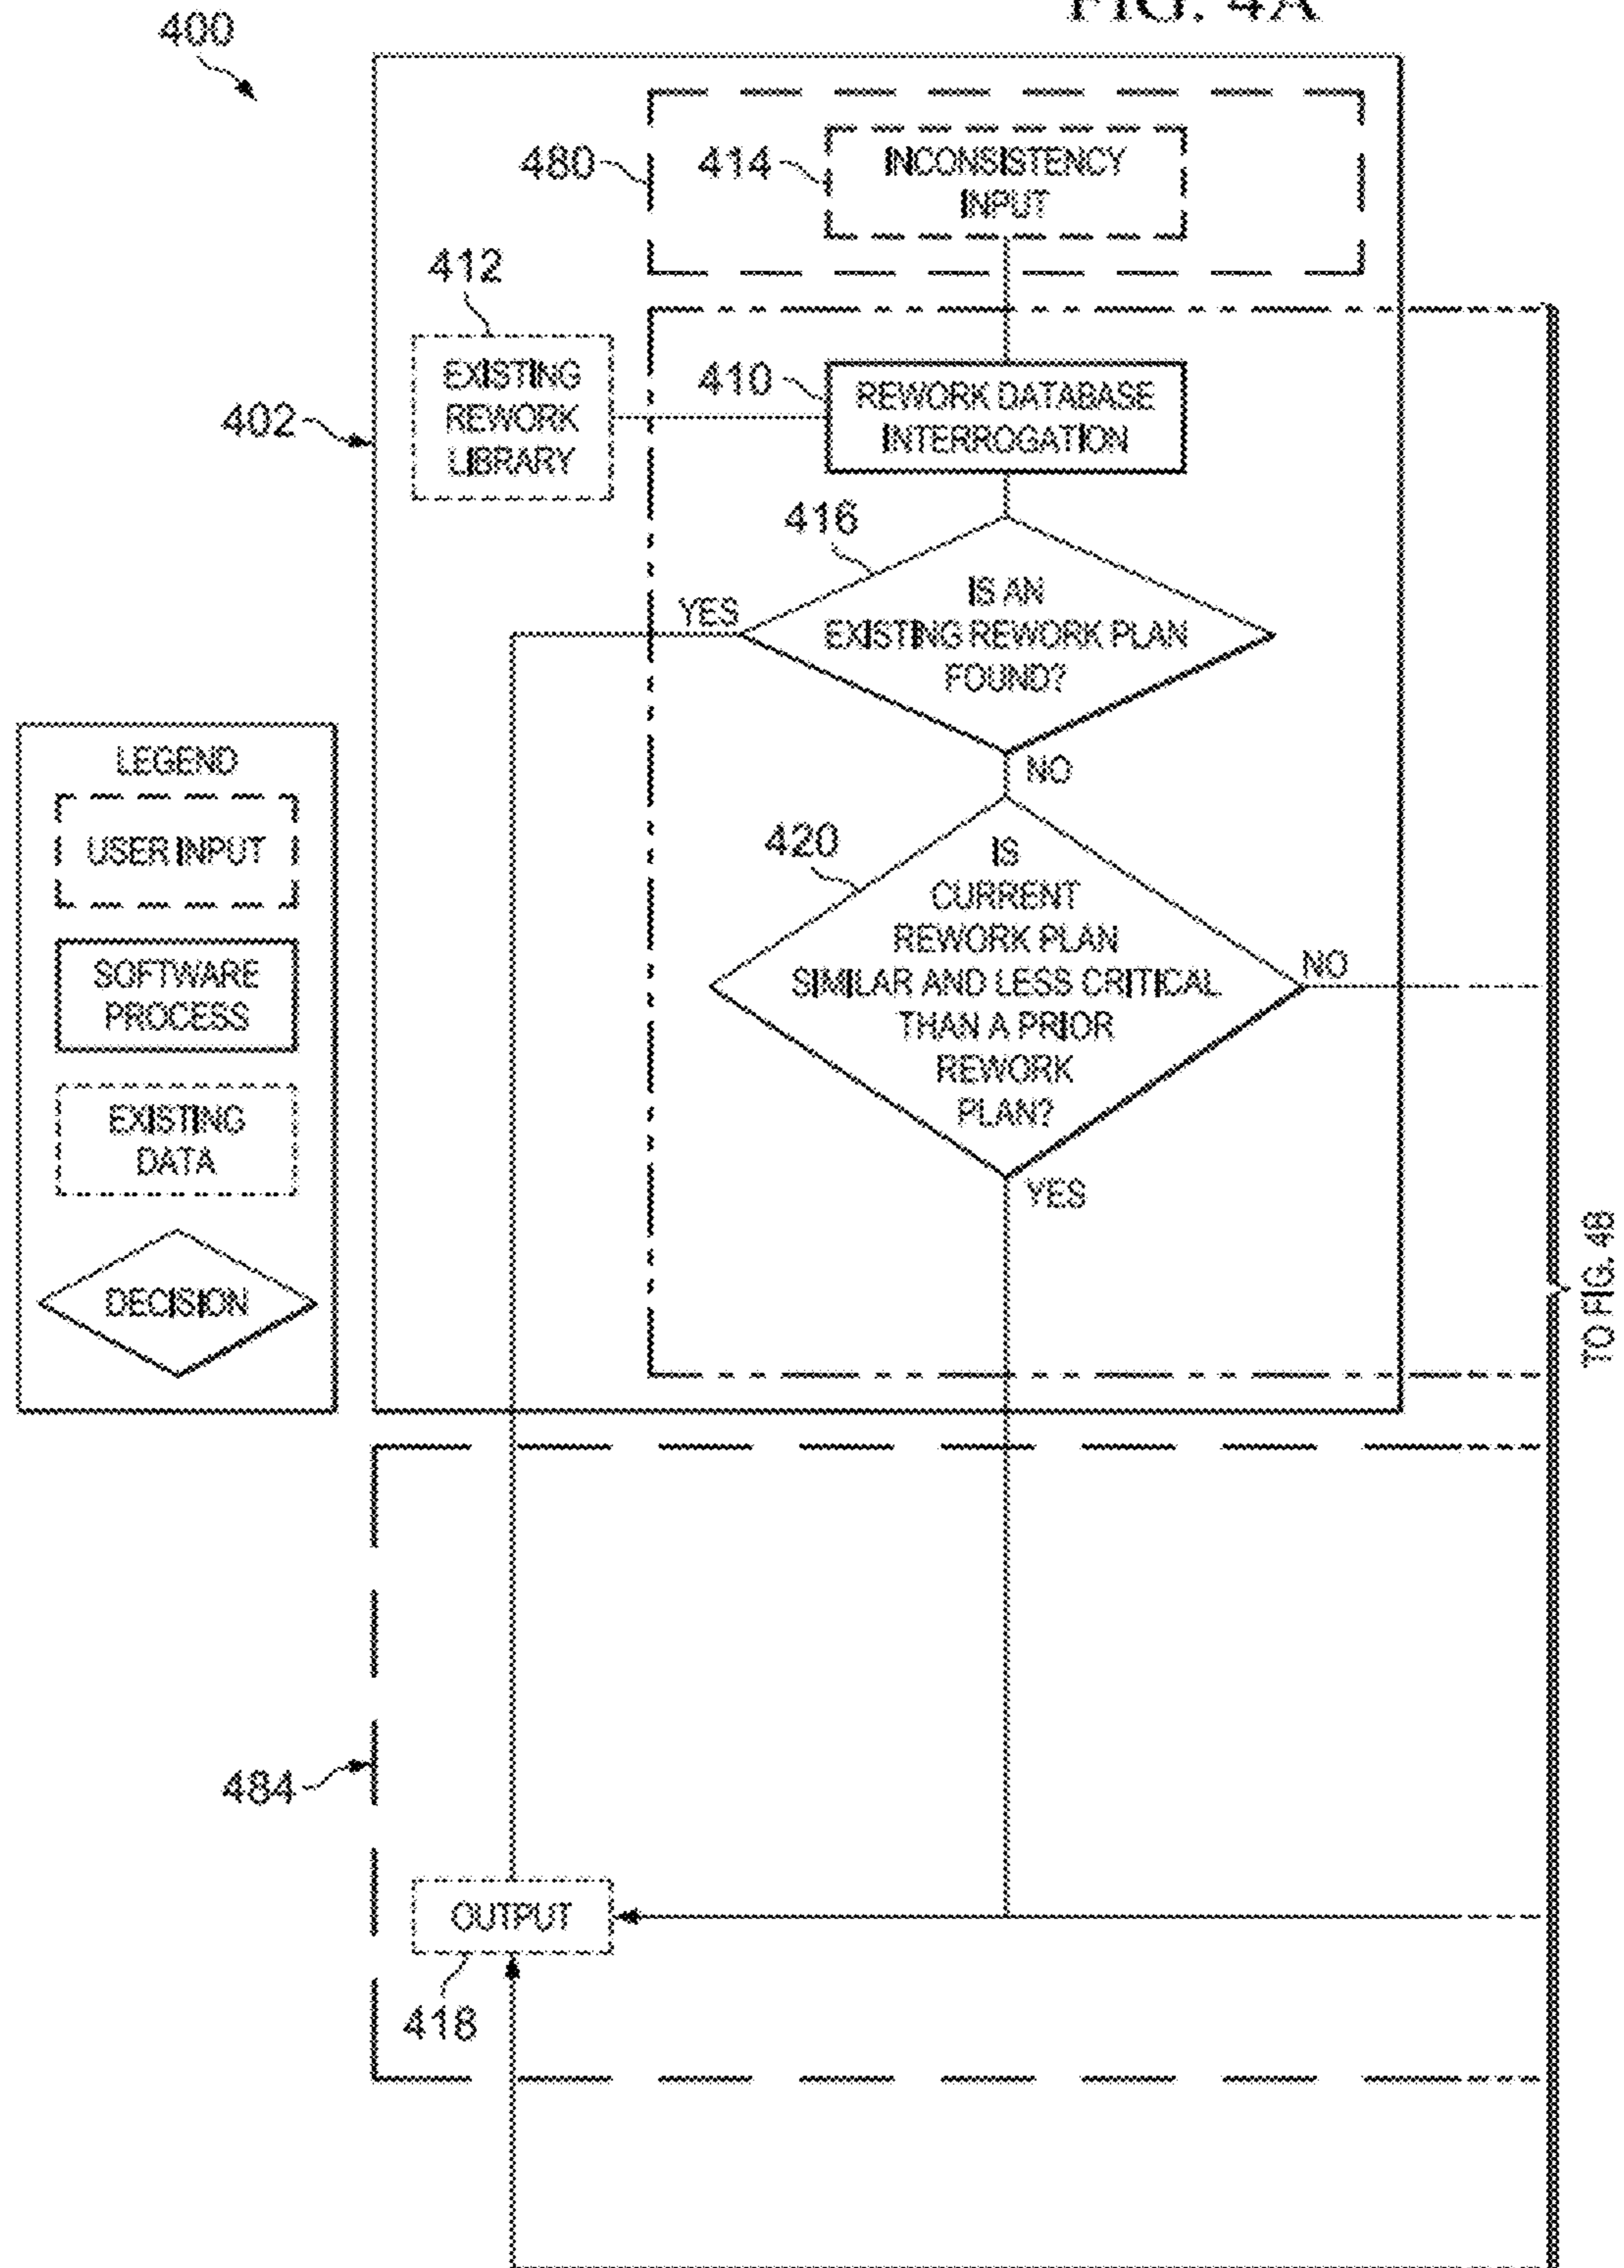 FIG. 4A
400
480
414
INCONSISTENCY
INPUT
412
EXISTING
REWORK
LIBRARY
402
410
REWORK DATABASE
INTERROGATION
416
YES
IS AN
EXISTING REWORK PLAN
FOUND?
NO
420
IS
CURRENT
REWORK PLAN
SIMILAR AND LESS CRITICAL
THAN A PRIOR
REWORK
PLAN?
NO
YES
LEGEND
USER INPUT
SOFTWARE
PROCESS
EXISTING
DATA
DECISION
TO FIG. 4B
484
OUTPUT
418